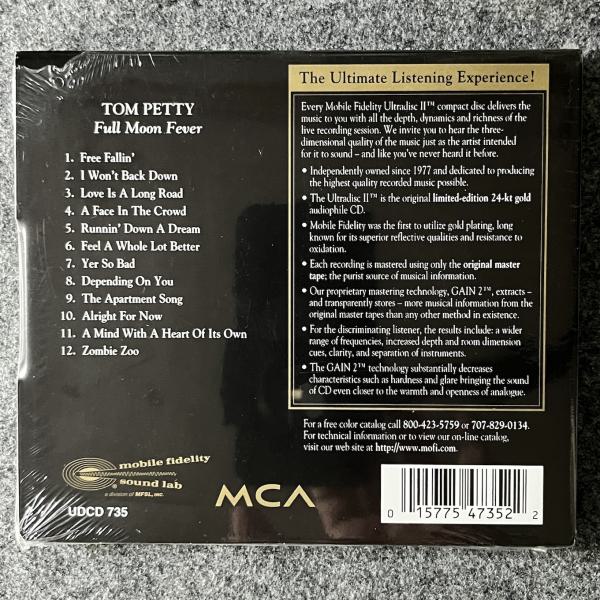 TOM PETTY
Full Moon Fever
1. Free Fallin'
2. I Won't Back Down
3. Love Is A Long Road
4. A Face In The Crowd
5. Runnin' Down A Dream
6. Feel A Whole Lot Better
7. Yer So Bad
8. Depending On You
9. The Apartment Song
10. Alright For Now
11. A Mind With A Heart Of Its Own
12. Zombie Zoo
The Ultimate Listening Experience!
Every Mobile Fidelity Ultradisc II™ compact disc delivers the
music to you with all the depth, dynamics and richness of the
live recording session. We invite you to hear the three-
dimensional quality of the music just as the artist intended
for it to sound – and like you've never heard it before.
• Independently owned since 1977 and dedicated to producing
the highest quality recorded music possible.
• The Ultradisc II™ is the original limited-edition 24-kt gold
audiophile CD.
• Mobile Fidelity was the first to utilize gold plating, long
known for its superior reflective qualities and resistance to
oxidation.
• Each recording is mastered using only the original master
tape; the purist source of musical information.
• Our proprietary mastering technology, GAIN 2™, extracts –
and transparently stores – more musical information from the
original master tapes than any other method in existence.
• For the discriminating listener, the results include: a wider
range of frequencies, increased depth and room dimension
cues, clarity, and separation of instruments.
• The GAIN 2™ technology substantially decreases
characteristics such as hardness and glare bringing the sound
of CD even closer to the warmth and openness of analogue.
For a free color catalog call 800-423-5759 or 707-829-0134.
For technical information or to view our on-line catalog,
visit our web site at http://www.mofi.com.
mobile fidelity
sound lab
®
a division of MFSL, INC.
UDCD 735
MCA
0 15775 47352 2